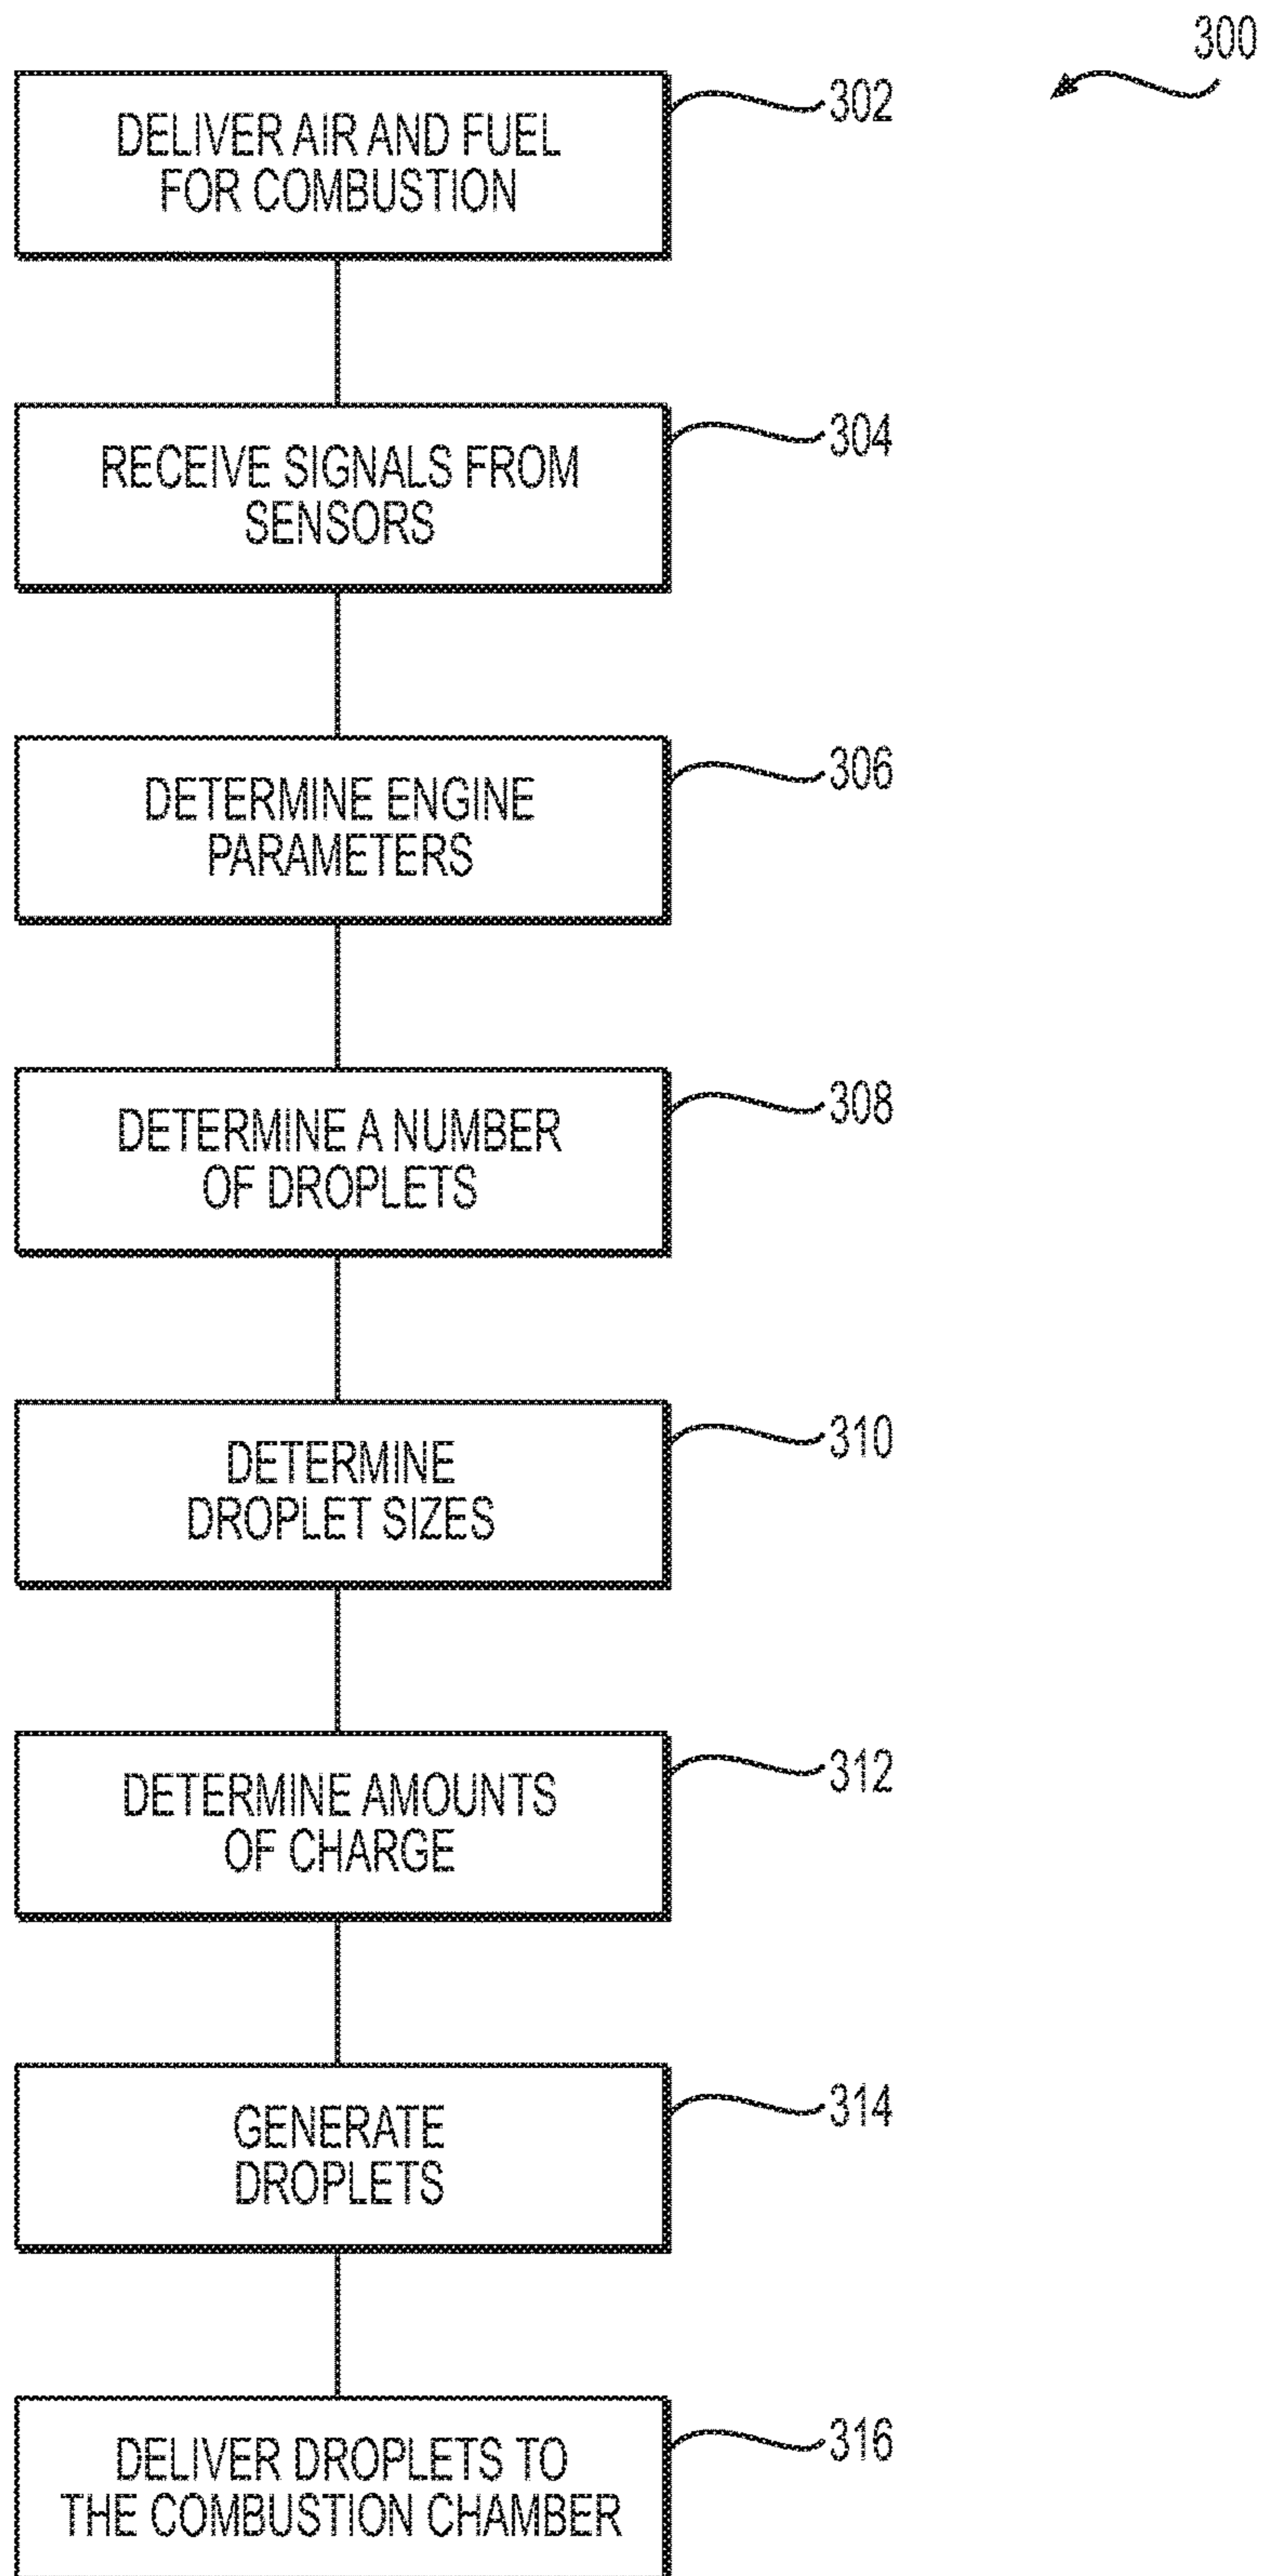 300
DELIVER AIR AND FUEL
FOR COMBUSTION
302
RECEIVE SIGNALS FROM
SENSORS
304
DETERMINE ENGINE
PARAMETERS
306
DETERMINE A NUMBER
OF DROPLETS
308
DETERMINE
DROPLET SIZES
310
DETERMINE AMOUNTS
OF CHARGE
312
GENERATE
DROPLETS
314
DELIVER DROPLETS TO
THE COMBUSTION CHAMBER
316